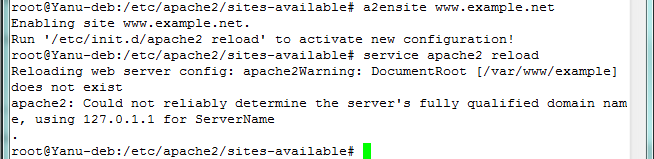 root@Yanu-deb:/etc/apache2/sites-available# a2ensite www.example.net
Enabling site www.example.net.
Run '/etc/init.d/apache2 reload' to activate new configuration!
root@Yanu-deb:/etc/apache2/sites-available# service apache2 reload
Reloading web server config: apache2Warning: DocumentRoot [/var/www/example]
does not exist
apache2: Could not reliably determine the server's fully qualified domain nam
e, using 127.0.1.1 for ServerName
.
root@Yanu-deb:/etc/apache2/sites-available#